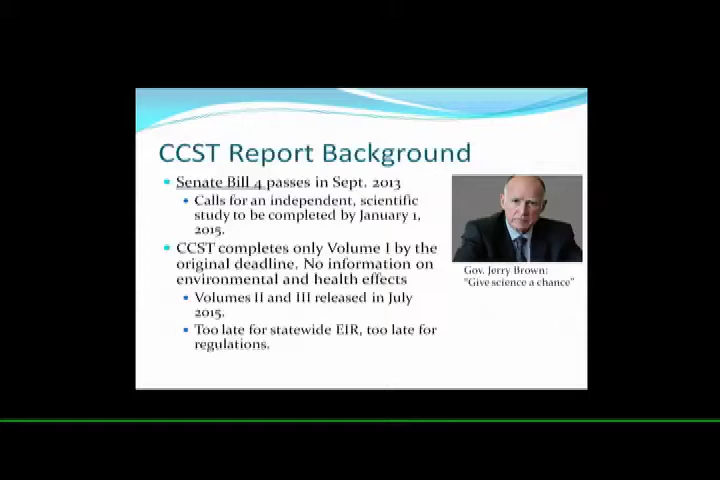 CCST Report Background
Senate Bill 4 passes in Sept. 2013
Calls for an independent, scientific
study to be completed by January 1,
2015.
CCST completes only Volume I by the
original deadline. No information on
environmental and health effects
Volumes II and III released in July
2015.
Too late for statewide EIR, too late for
regulations.
Gov. Jerry Brown:
"Give science a chance"